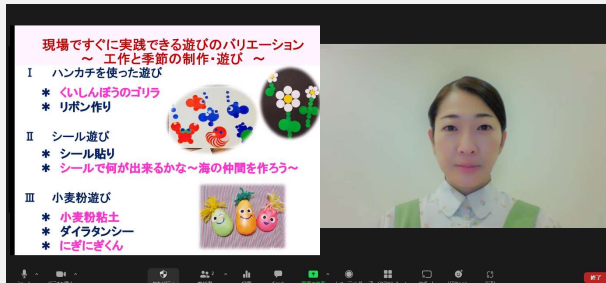 現場ですぐに実践できる遊びのバリエーション
～ 工作と季節の制作・遊び ～
Ⅰ ハンカチを使った遊び
＊ くいしんぼうのゴリラ
＊ リボン作り
Ⅱ シール遊び
＊ シール貼り
＊ シールで何が出来るかな～海の仲間を作ろう～
Ⅲ 小麦粉遊び
＊ 小麦粉粘土
＊ ダイラタンシー
＊ にぎにぎくん
2
終了